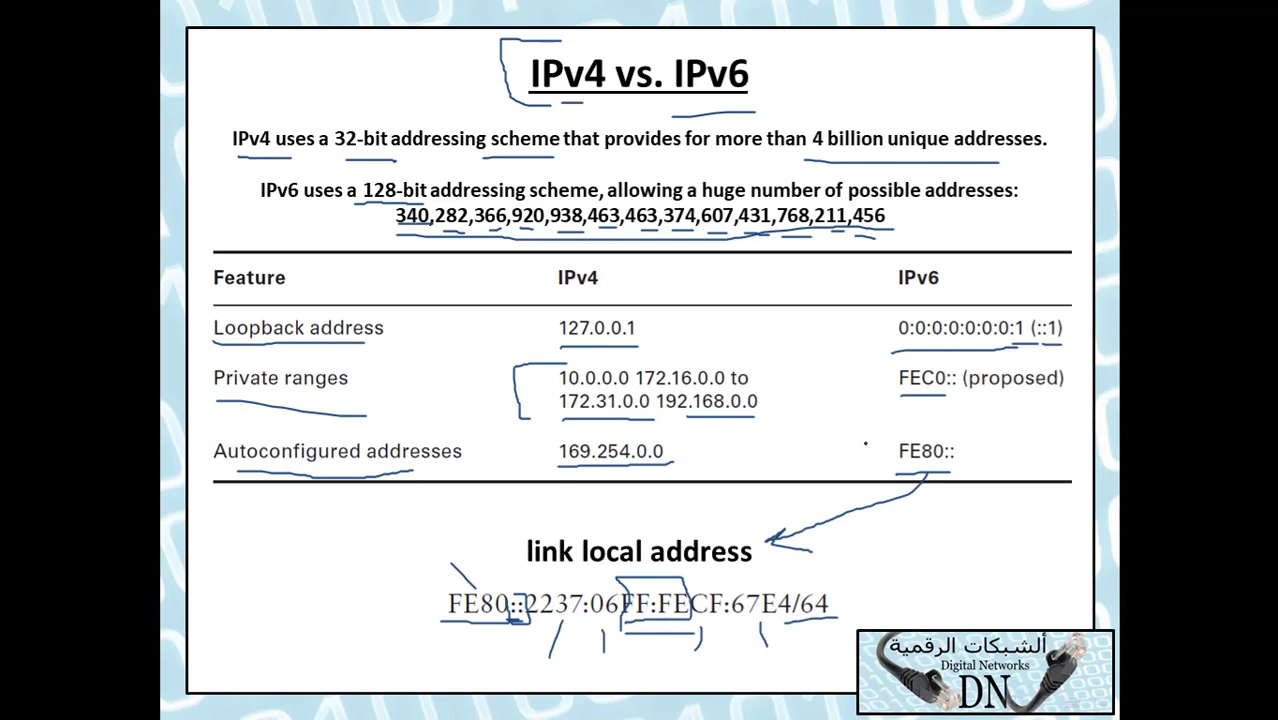 IPv4 vs. IPv6
IPv4 uses a 32-bit addressing scheme that provides for more than 4 billion unique addresses.
IPv6 uses a 128-bit addressing scheme, allowing a huge number of possible addresses:
340,282,366,920,938,463,463,374,607,431,768,211,456
Feature IPv4 IPv6
Loopback address 127.0.0.1 0:0:0:0:0:0:0:1 (::1)
Private ranges 10.0.0.0 172.16.0.0 to FEC0:: (proposed)
172.31.0.0 192.168.0.0
Autoconfigured addresses 169.254.0.0 FE80::
link local address
FE80::2237:06FF:FECF:67E4/64
ألشبكات الرقمية
Digital Networks
DN